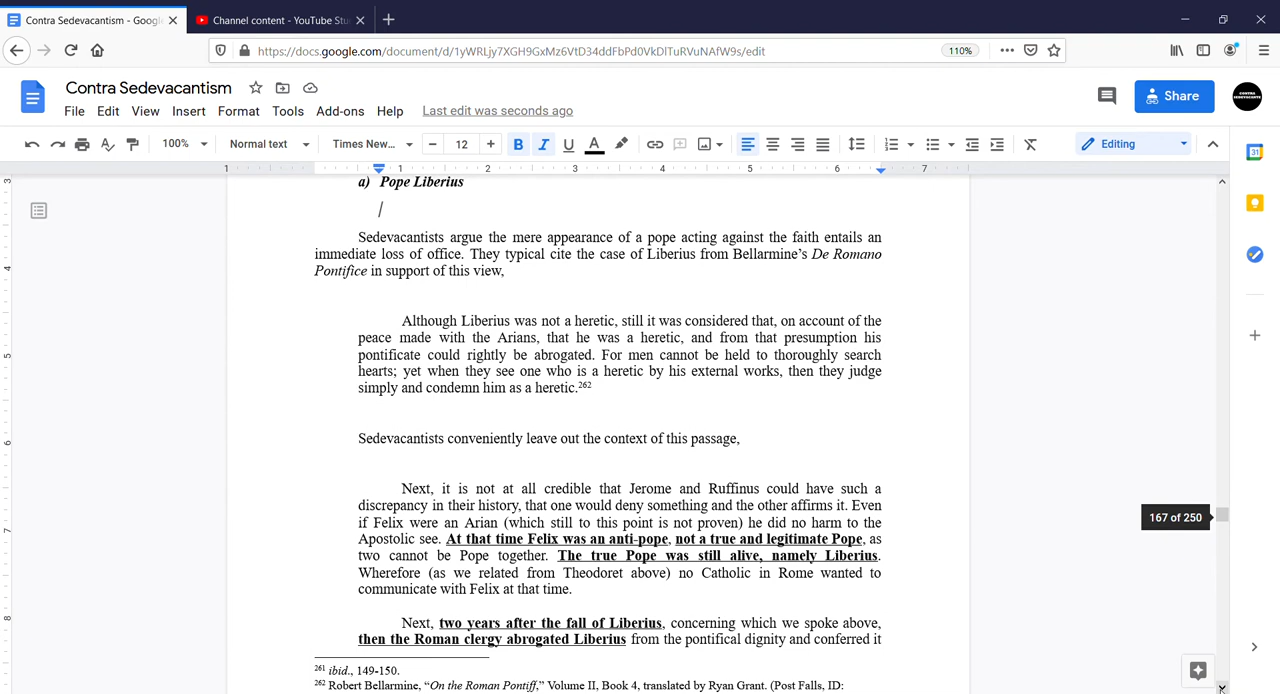 Contra Sedevacantism - Googl
Channel content - YouTube Stu
https://docs.google.com/document/d/1yWRLjy7XGH9GxMz6VtD34ddFbPd0VkDlTuRVuNAfW9s/edit
110%
Contra Sedevacantism
File Edit View Insert Format Tools Add-ons Help Last edit was seconds ago
Share
100% Normal text Times New... 12 B I U A Editing
1 1 2 3 4 5 6 7
a) Pope Liberius
Sedevacantists argue the mere appearance of a pope acting against the faith entails an
immediate loss of office. They typical cite the case of Liberius from Bellarmine’s De Romano
Pontifice in support of this view,
Although Liberius was not a heretic, still it was considered that, on account of the
peace made with the Arians, that he was a heretic, and from that presumption his
pontificate could rightly be abrogated. For men cannot be held to thoroughly search
hearts; yet when they see one who is a heretic by his external works, then they judge
simply and condemn him as a heretic.262
Sedevacantists conveniently leave out the context of this passage,
Next, it is not at all credible that Jerome and Ruffinus could have such a
discrepancy in their history, that one would deny something and the other affirms it. Even
if Felix were an Arian (which still to this point is not proven) he did no harm to the
Apostolic see. At that time Felix was an anti-pope, not a true and legitimate Pope, as
two cannot be Pope together. The true Pope was still alive, namely Liberius.
Wherefore (as we related from Theodoret above) no Catholic in Rome wanted to
communicate with Felix at that time.
167 of 250
Next, two years after the fall of Liberius, concerning which we spoke above,
then the Roman clergy abrogated Liberius from the pontifical dignity and conferred it
261 ibid., 149-150.
262 Robert Bellarmine, “On the Roman Pontiff,” Volume II, Book 4, translated by Ryan Grant. (Post Falls, ID: